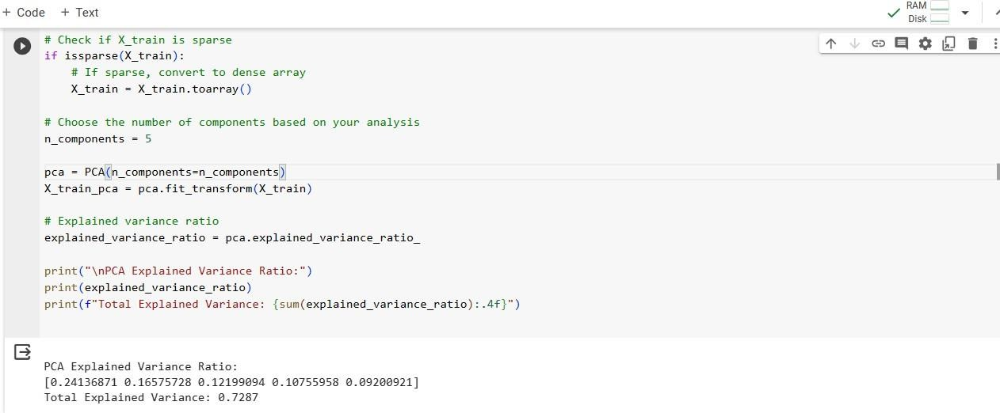 + Code + Text
RAM
Disk
# Check if X_train is sparse
if issparse(X_train):
    # If sparse, convert to dense array
    X_train = X_train.toarray()
# Choose the number of components based on your analysis
n_components = 5
pca = PCA(n_components=n_components)
X_train_pca = pca.fit_transform(X_train)
# Explained variance ratio
explained_variance_ratio = pca.explained_variance_ratio_
print("\nPCA Explained Variance Ratio:")
print(explained_variance_ratio)
print(f"Total Explained Variance: {sum(explained_variance_ratio):.4f}")
PCA Explained Variance Ratio:
[0.24136871 0.16575728 0.12199094 0.10755958 0.09200921]
Total Explained Variance: 0.7287